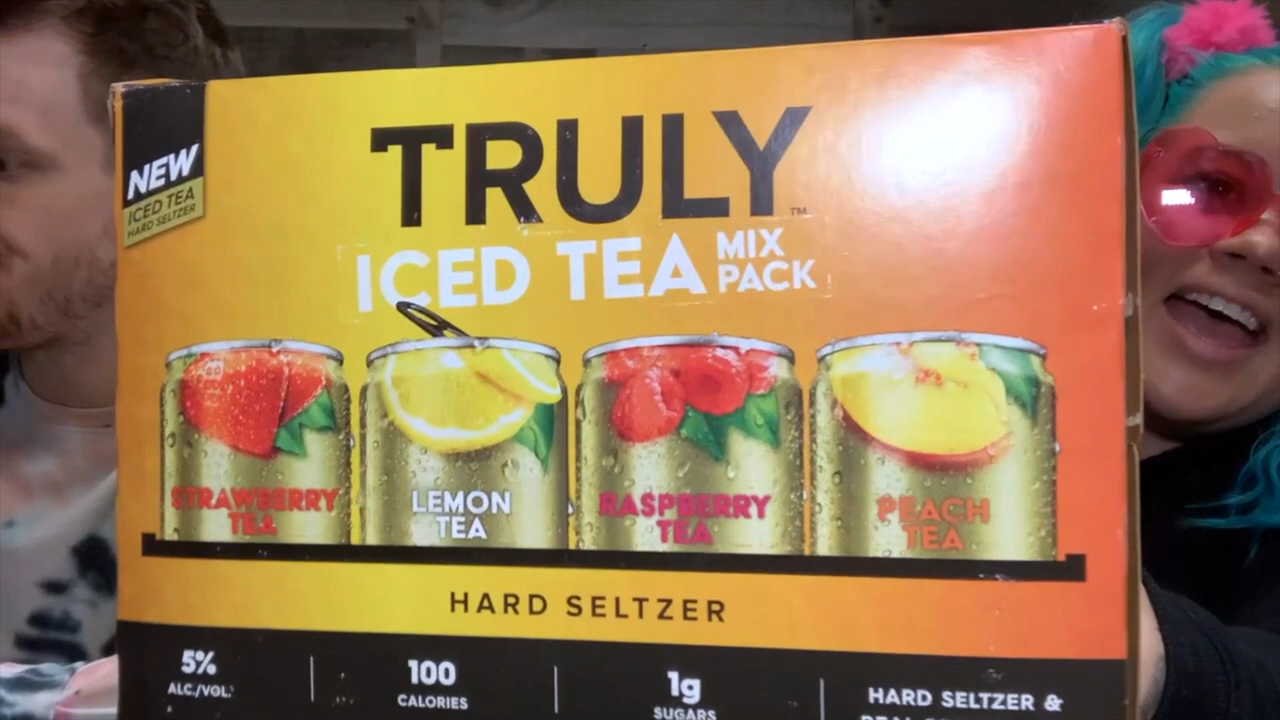 NEW
ICED TEA
HARD SELTZER
TRULY™
ICED TEA MIX PACK
STRAWBERRY
TEA
LEMON
TEA
RASPBERRY
TEA
PEACH
TEA
HARD SELTZER
5%
ALC./VOL.
100
CALORIES
1g
SUGARS
HARD SELTZER &